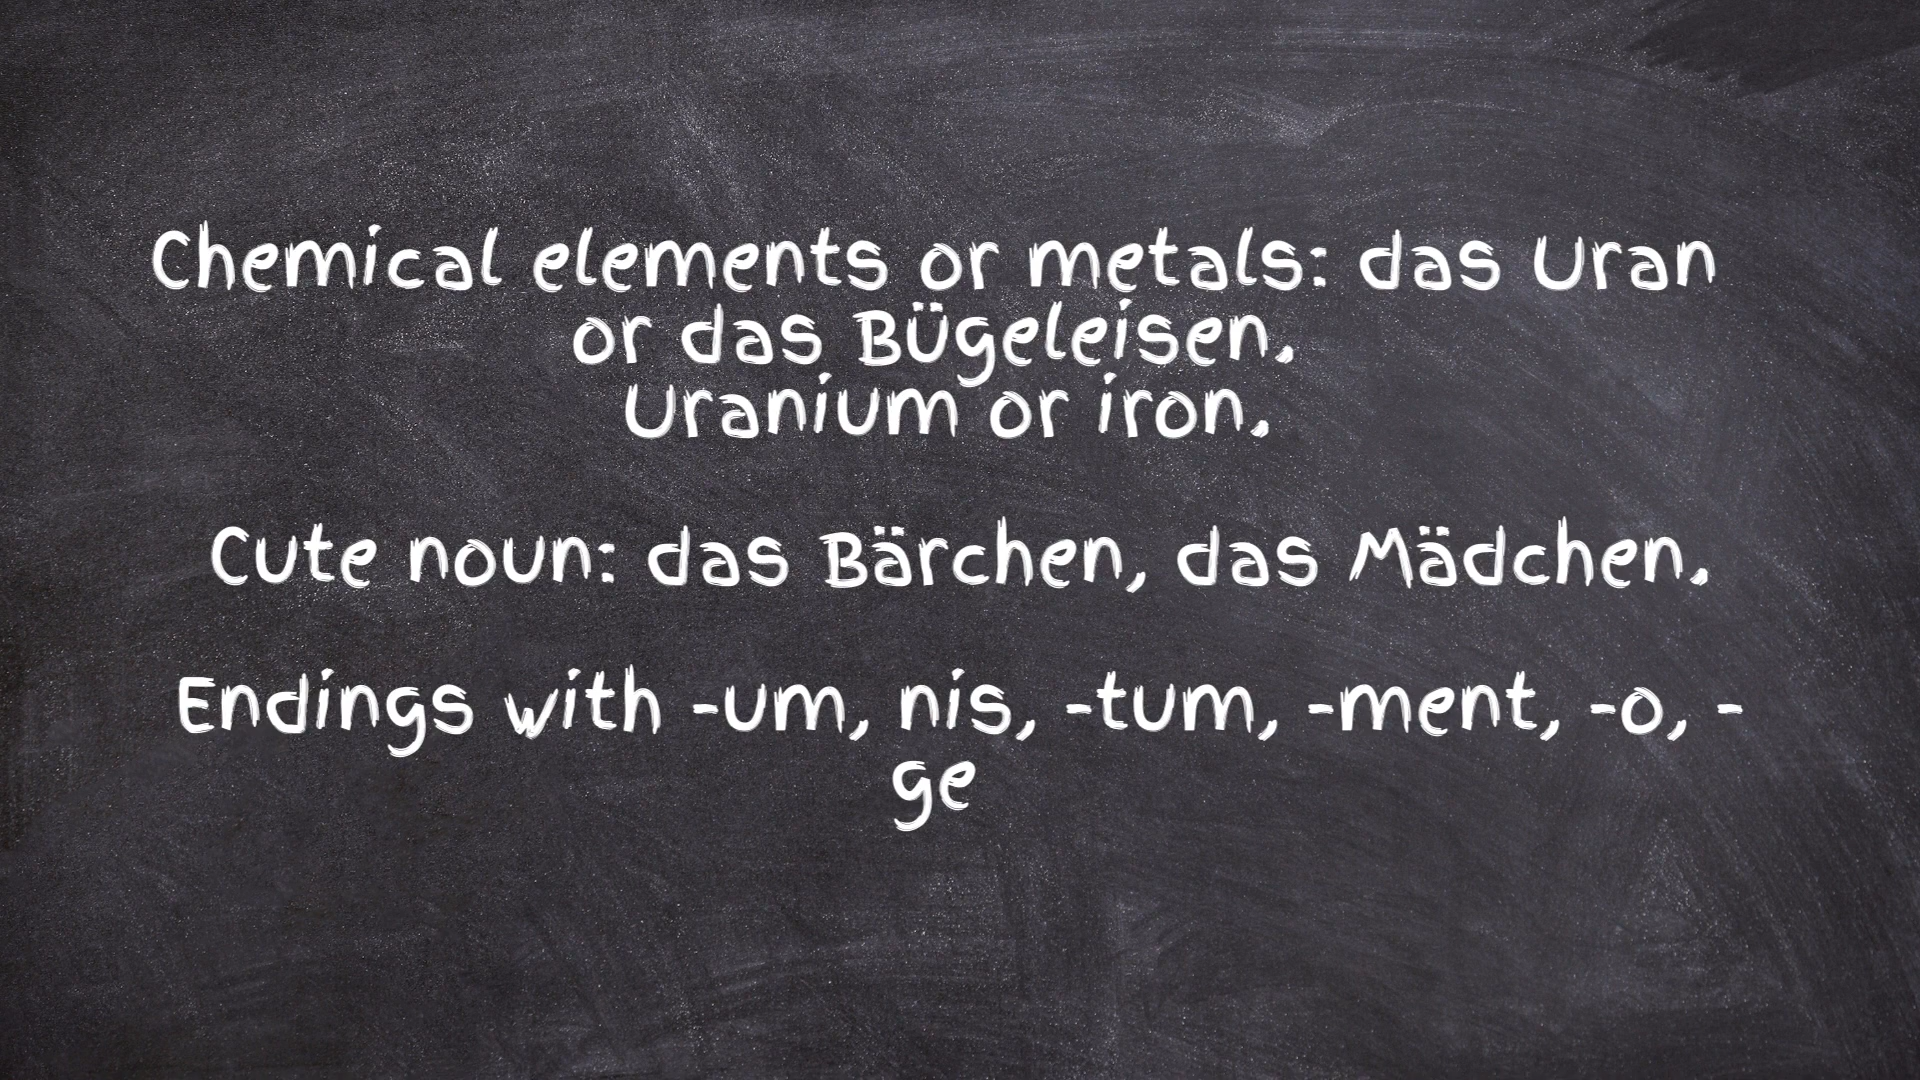 Chemical elements or metals: das Uran
or das Bügeleisen.
Uranium or iron.
Cute noun: das Bärchen, das Mädchen.
Endings with -um, nis, -tum, -ment, -o, -
ge